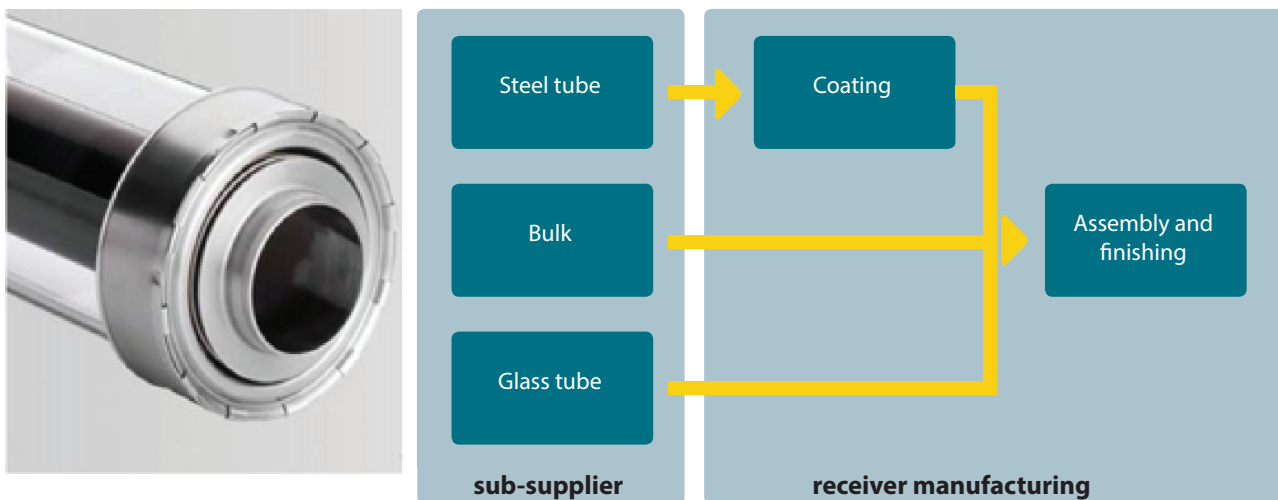 Steel tube
Coating
Bulk
Assembly and
finishing
Glass tube
sub-supplier
receiver manufacturing